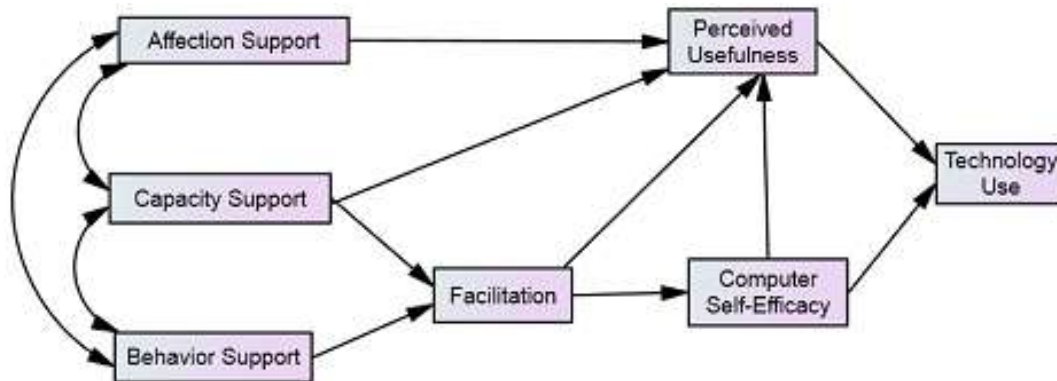 Affection Support
Perceived
Usefulness
Capacity Support
Technology
Use
Facilitation
Computer
Self-Efficacy
Behavior Support